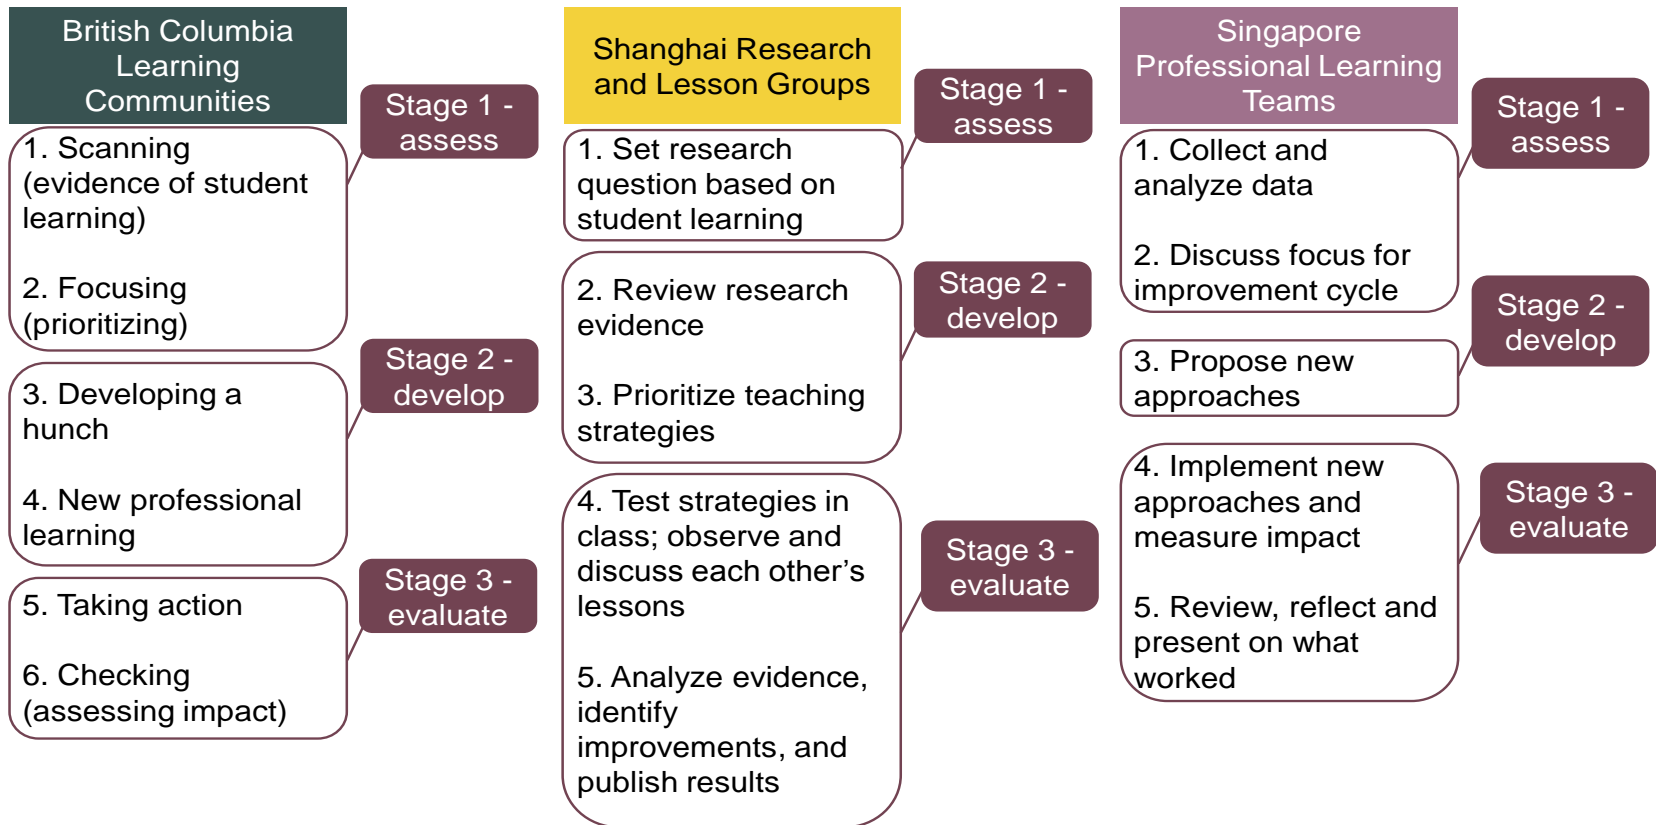 British Columbia
Learning
Communities
Stage 1 -
assess
1. Scanning
(evidence of student
learning)
2. Focusing
(prioritizing)
Stage 2 -
develop
3. Developing a
hunch
4. New professional
learning
Stage 3 -
evaluate
5. Taking action
6. Checking
(assessing impact)
Shanghai Research
and Lesson Groups
Stage 1 -
assess
1. Set research
question based on
student learning
Stage 2 -
develop
2. Review research
evidence
3. Prioritize teaching
strategies
Stage 3 -
evaluate
4. Test strategies in
class; observe and
discuss each other’s
lessons
5. Analyze evidence,
identify
improvements, and
publish results
Singapore
Professional Learning
Teams
Stage 1 -
assess
1. Collect and
analyze data
2. Discuss focus for
improvement cycle
Stage 2 -
develop
3. Propose new
approaches
Stage 3 -
evaluate
4. Implement new
approaches and
measure impact
5. Review, reflect and
present on what
worked